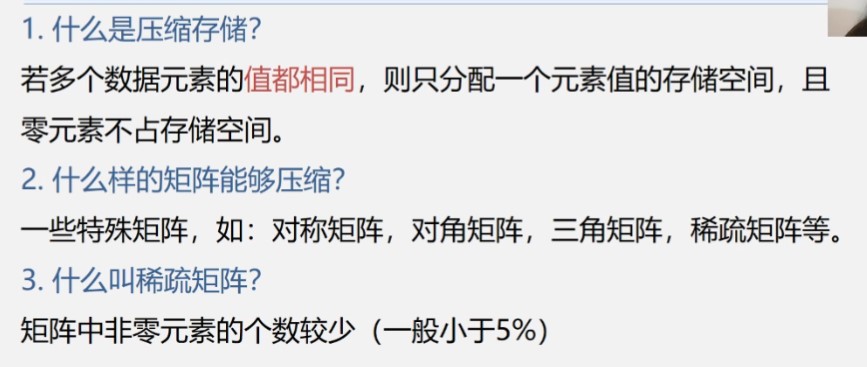 1. 什么是压缩存储？
若多个数据元素的值都相同，则只分配一个元素值的存储空间，且
零元素不占存储空间。
2. 什么样的矩阵能够压缩？
一些特殊矩阵，如：对称矩阵，对角矩阵，三角矩阵，稀疏矩阵等。
3. 什么叫稀疏矩阵？
矩阵中非零元素的个数较少（一般小于5%）